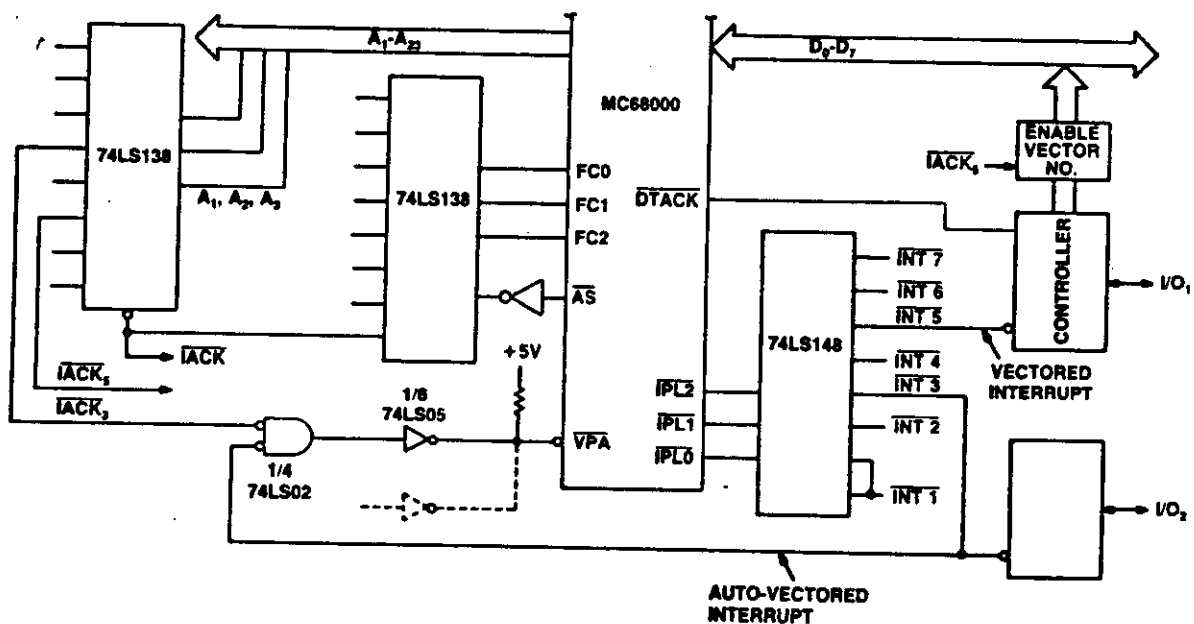 A₁-A₂₃
D₀-D₇
MC68000
74LS138
A₁, A₂, A₃
74LS138
FC0
FC1
FC2
AS
DTACK
ENABLE
VECTOR
NO.
IACK₅
CONTROLLER
I/O₁
INT 7
INT 6
INT 5
INT 4
INT 3
INT 2
INT 1
74LS148
VECTORED
INTERRUPT
IACK
IACK₅
IACK₃
+5V
1/6
74LS05
1/4
74LS02
VPA
IPL2
IPL1
IPL0
I/O₂
AUTO-VECTORED
INTERRUPT